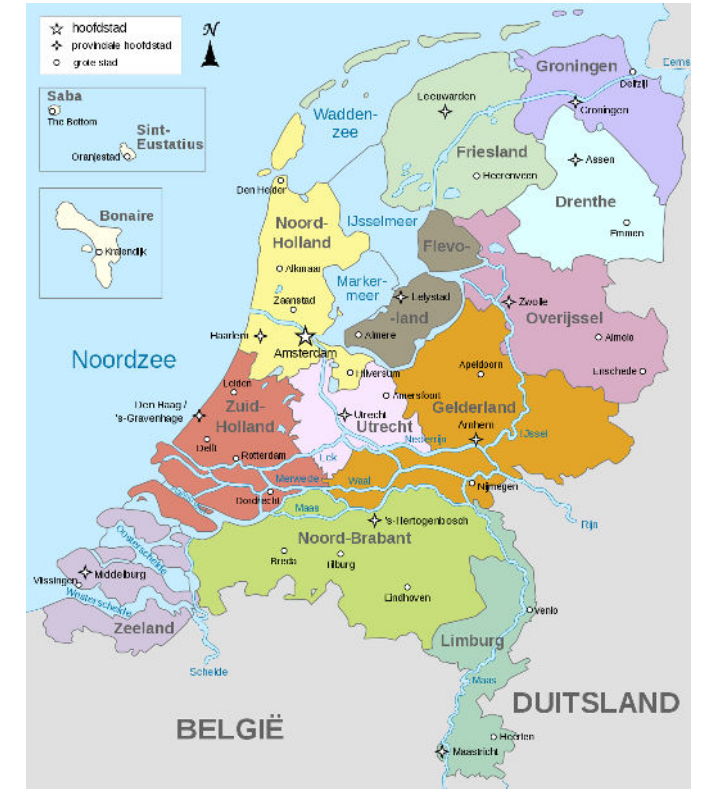 hoofdstad
provinciale hoofdstad
grote stad
N
Saba
The Bottom
Sint-
Eustatius
Oranjestad
Bonaire
Kralendijk
Groningen
Delfzijl
Eems
Leeuwarden
Groningen
Wadden-
zee
Friesland
Assen
Heerenveen
Den Helder
Drenthe
Noord-
Holland
IJsselmeer
Emmen
Flevo-
Alkmaar
Marker-
meer
Lelystad
Zwolle
Zaanstad
-land
Overijssel
Haarlem
Almere
Almelo
Amsterdam
Noordzee
Apeldoorn
Enschede
Hilversum
Leiden
Amersfoort
Den Haag /
's-Gravenhage
Zuid-
Holland
Utrecht
Utrecht
Gelderland
Arnhem
IJssel
Delft
Nederrijn
Rotterdam
Lek
Merwede
Waal
Nijmegen
Dordrecht
Maas
Rijn
's-Hertogenbosch
Oosterschelde
Noord-Brabant
Breda
Tilburg
Middelburg
Vlissingen
Westerschelde
Eindhoven
Venlo
Zeeland
Limburg
Schelde
Maas
DUITSLAND
BELGIË
Heerlen
Maastricht